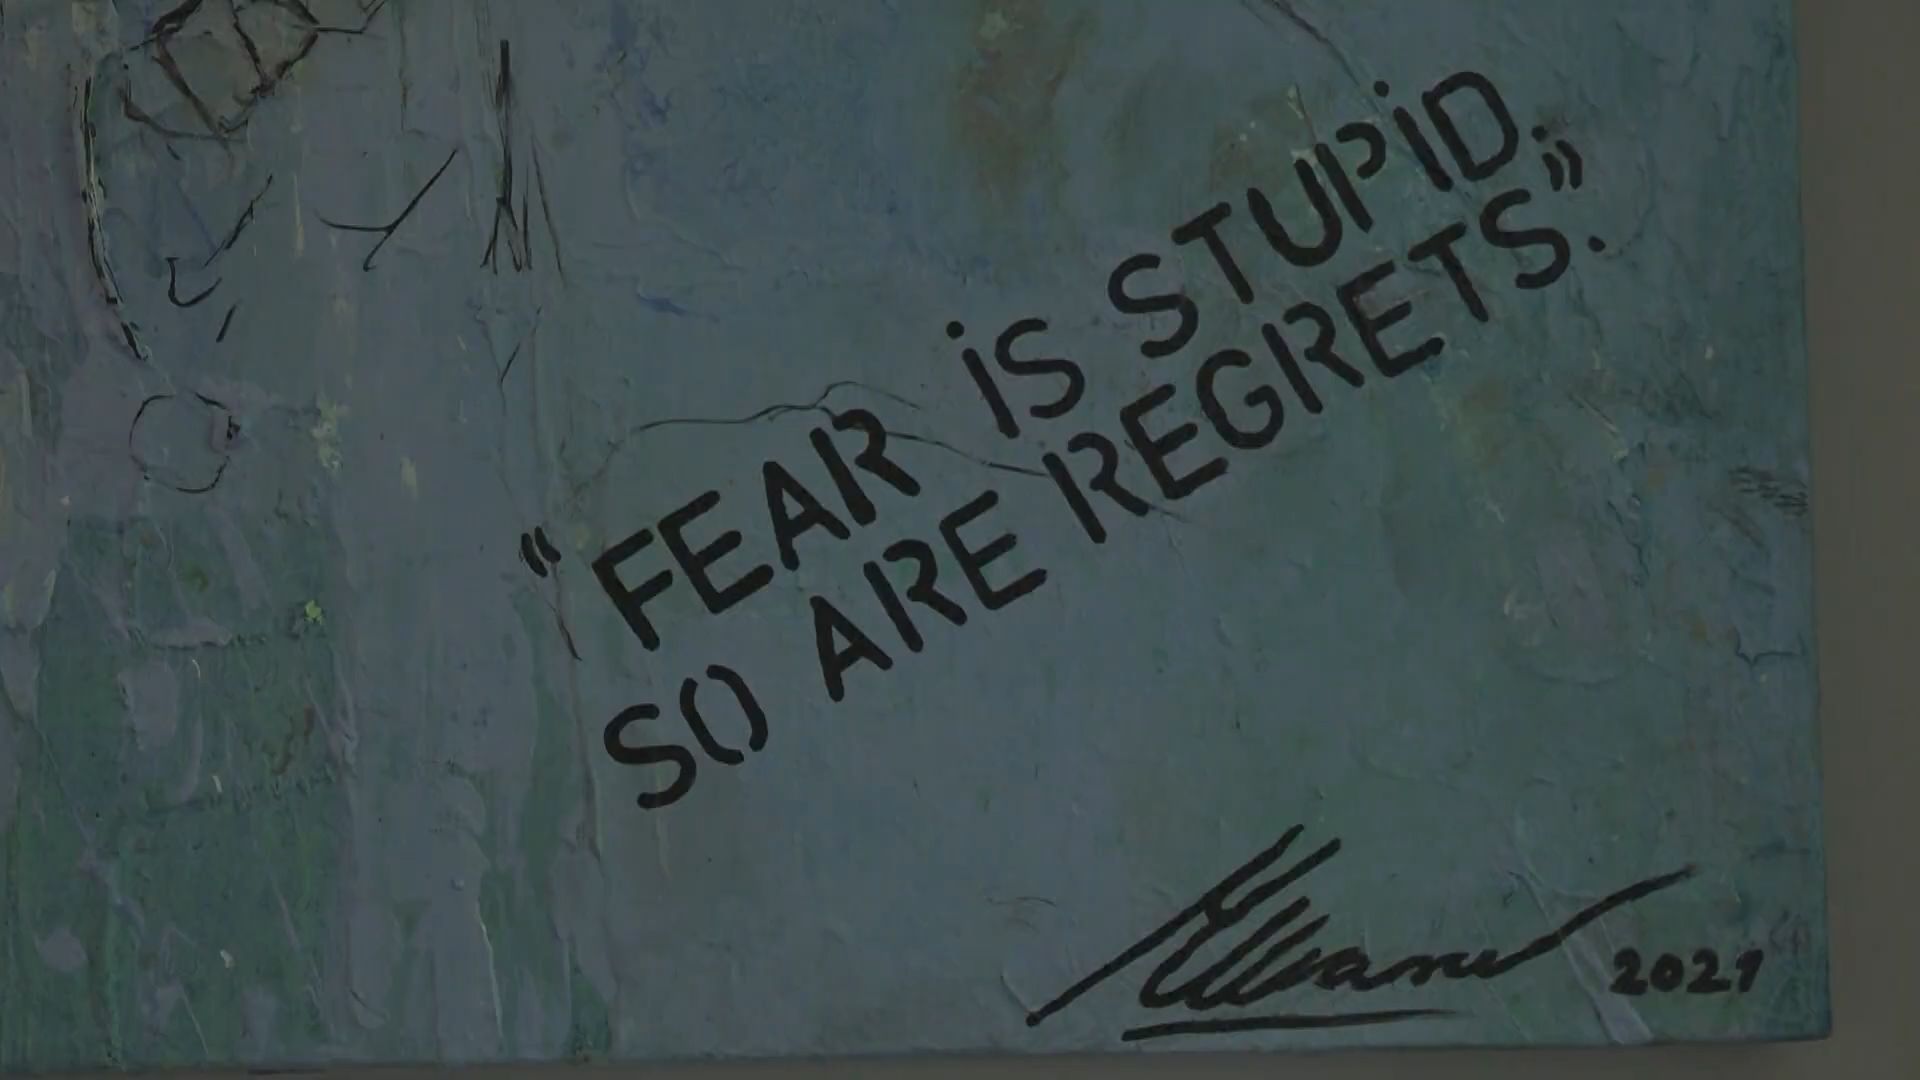 “FEAR iS STUPiD.
SO ARE REGRETS.”
2021